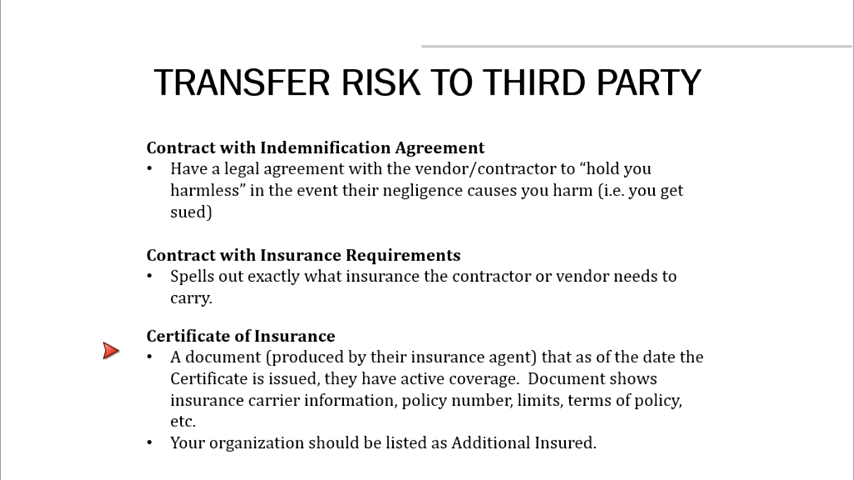 TRANSFER RISK TO THIRD PARTY
Contract with Indemnification Agreement
• Have a legal agreement with the vendor/contractor to “hold you
harmless” in the event their negligence causes you harm (i.e. you get
sued)
Contract with Insurance Requirements
• Spells out exactly what insurance the contractor or vendor needs to
carry.
Certificate of Insurance
• A document (produced by their insurance agent) that as of the date the
Certificate is issued, they have active coverage.  Document shows
insurance carrier information, policy number, limits, terms of policy,
etc.
• Your organization should be listed as Additional Insured.